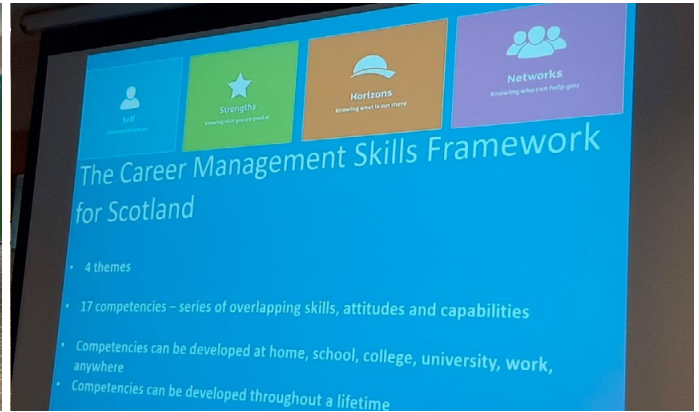 Self
Strengths
Knowing what you are good at
Horizons
Knowing what is out there
Networks
Knowing who can help you
The Career Management Skills Framework
for Scotland
• 4 themes
• 17 competencies – series of overlapping skills, attitudes and capabilities
• Competencies can be developed at home, school, college, university, work,
anywhere
• Competencies can be developed throughout a lifetime